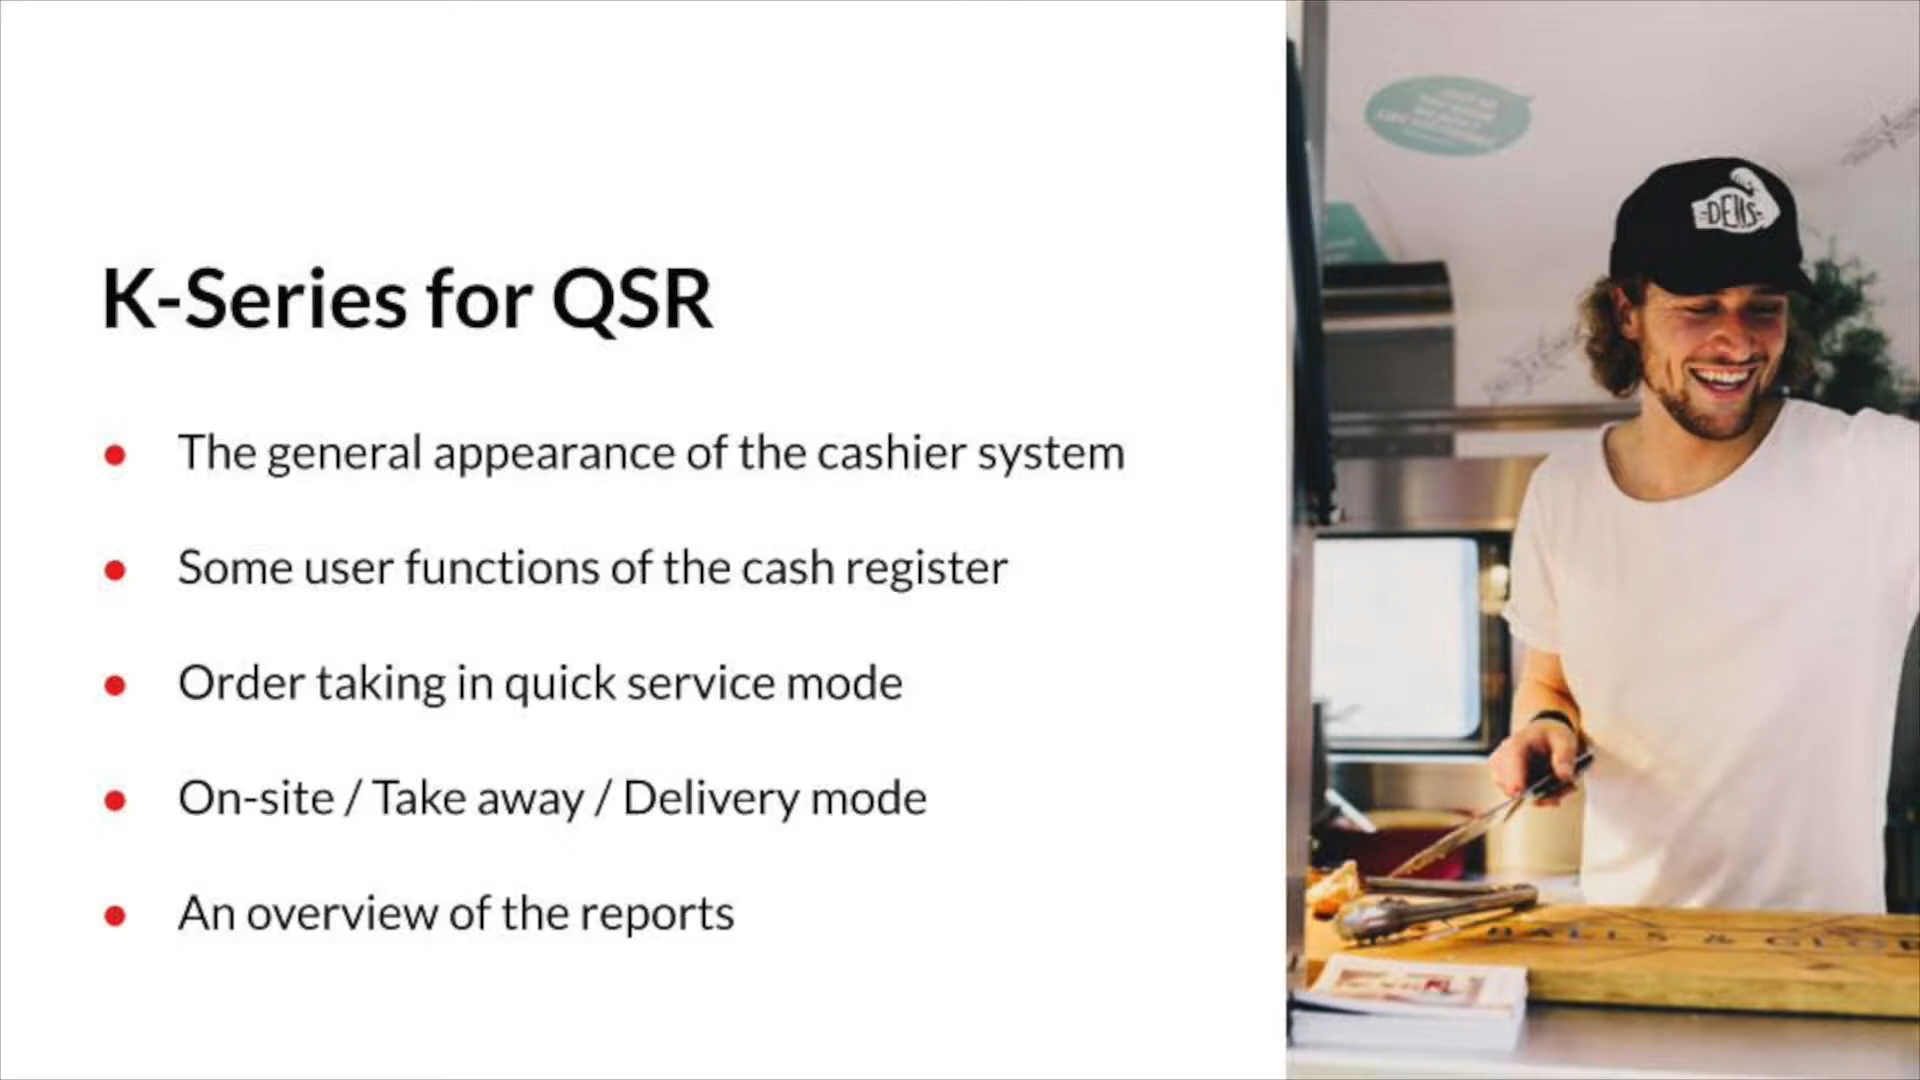 K-Series for QSR
The general appearance of the cashier system
Some user functions of the cash register
Order taking in quick service mode
On-site / Take away / Delivery mode
An overview of the reports